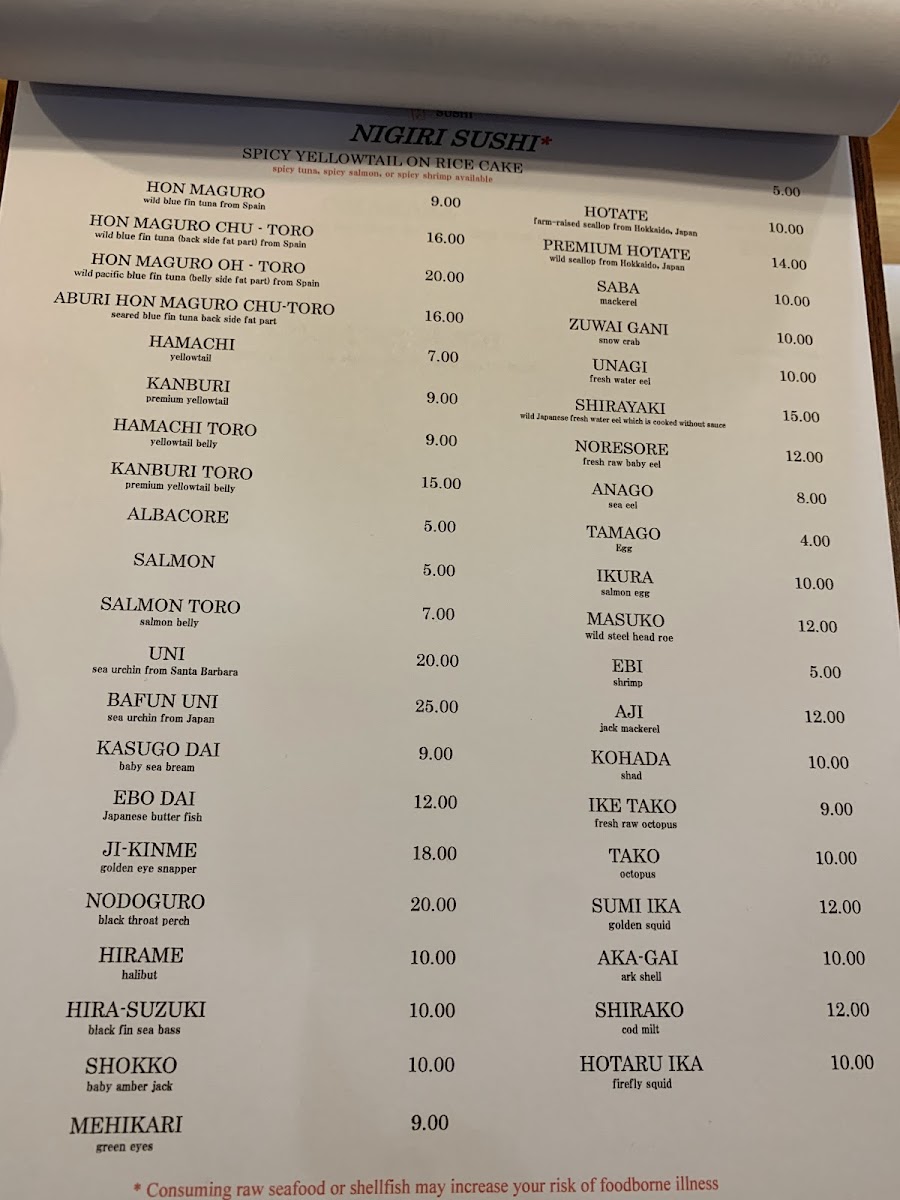 SUSHI
NIGIRI SUSHI*
SPICY YELLOWTAIL ON RICE CAKE 5.00
spicy tuna, spicy salmon, or spicy shrimp available
HON MAGURO 9.00
wild blue fin tuna from Spain
HON MAGURO CHU - TORO 16.00
wild blue fin tuna (back side fat part) from Spain
HON MAGURO OH - TORO 20.00
wild pacific blue fin tuna (belly side fat part) from Spain
ABURI HON MAGURO CHU-TORO 16.00
seared blue fin tuna back side fat part
HAMACHI 7.00
yellowtail
KANBURI 9.00
premium yellowtail
HAMACHI TORO 9.00
yellowtail belly
KANBURI TORO 15.00
premium yellowtail belly
ALBACORE 5.00
SALMON 5.00
SALMON TORO 7.00
salmon belly
UNI 20.00
sea urchin from Santa Barbara
BAFUN UNI 25.00
sea urchin from Japan
KASUGO DAI 9.00
baby sea bream
EBO DAI 12.00
Japanese butter fish
JI-KINME 18.00
golden eye snapper
NODOGURO 20.00
black throat perch
HIRAME 10.00
halibut
HIRA-SUZUKI 10.00
black fin sea bass
SHOKKO 10.00
baby amber jack
MEHIKARI 9.00
green eyes
HOTATE 10.00
farm-raised scallop from Hokkaido, Japan
PREMIUM HOTATE 14.00
wild scallop from Hokkaido, Japan
SABA 10.00
mackerel
ZUWAI GANI 10.00
snow crab
UNAGI 10.00
fresh water eel
SHIRAYAKI 15.00
wild Japanese fresh water eel which is cooked without sauce
NORESORE 12.00
fresh raw baby eel
ANAGO 8.00
sea eel
TAMAGO 4.00
Egg
IKURA 10.00
salmon egg
MASUKO 12.00
wild steel head roe
EBI 5.00
shrimp
AJI 12.00
jack mackerel
KOHADA 10.00
shad
IKE TAKO 9.00
fresh raw octopus
TAKO 10.00
octopus
SUMI IKA 12.00
golden squid
AKA-GAI 10.00
ark shell
SHIRAKO 12.00
cod milt
HOTARU IKA 10.00
firefly squid
* Consuming raw seafood or shellfish may increase your risk of foodborne illness